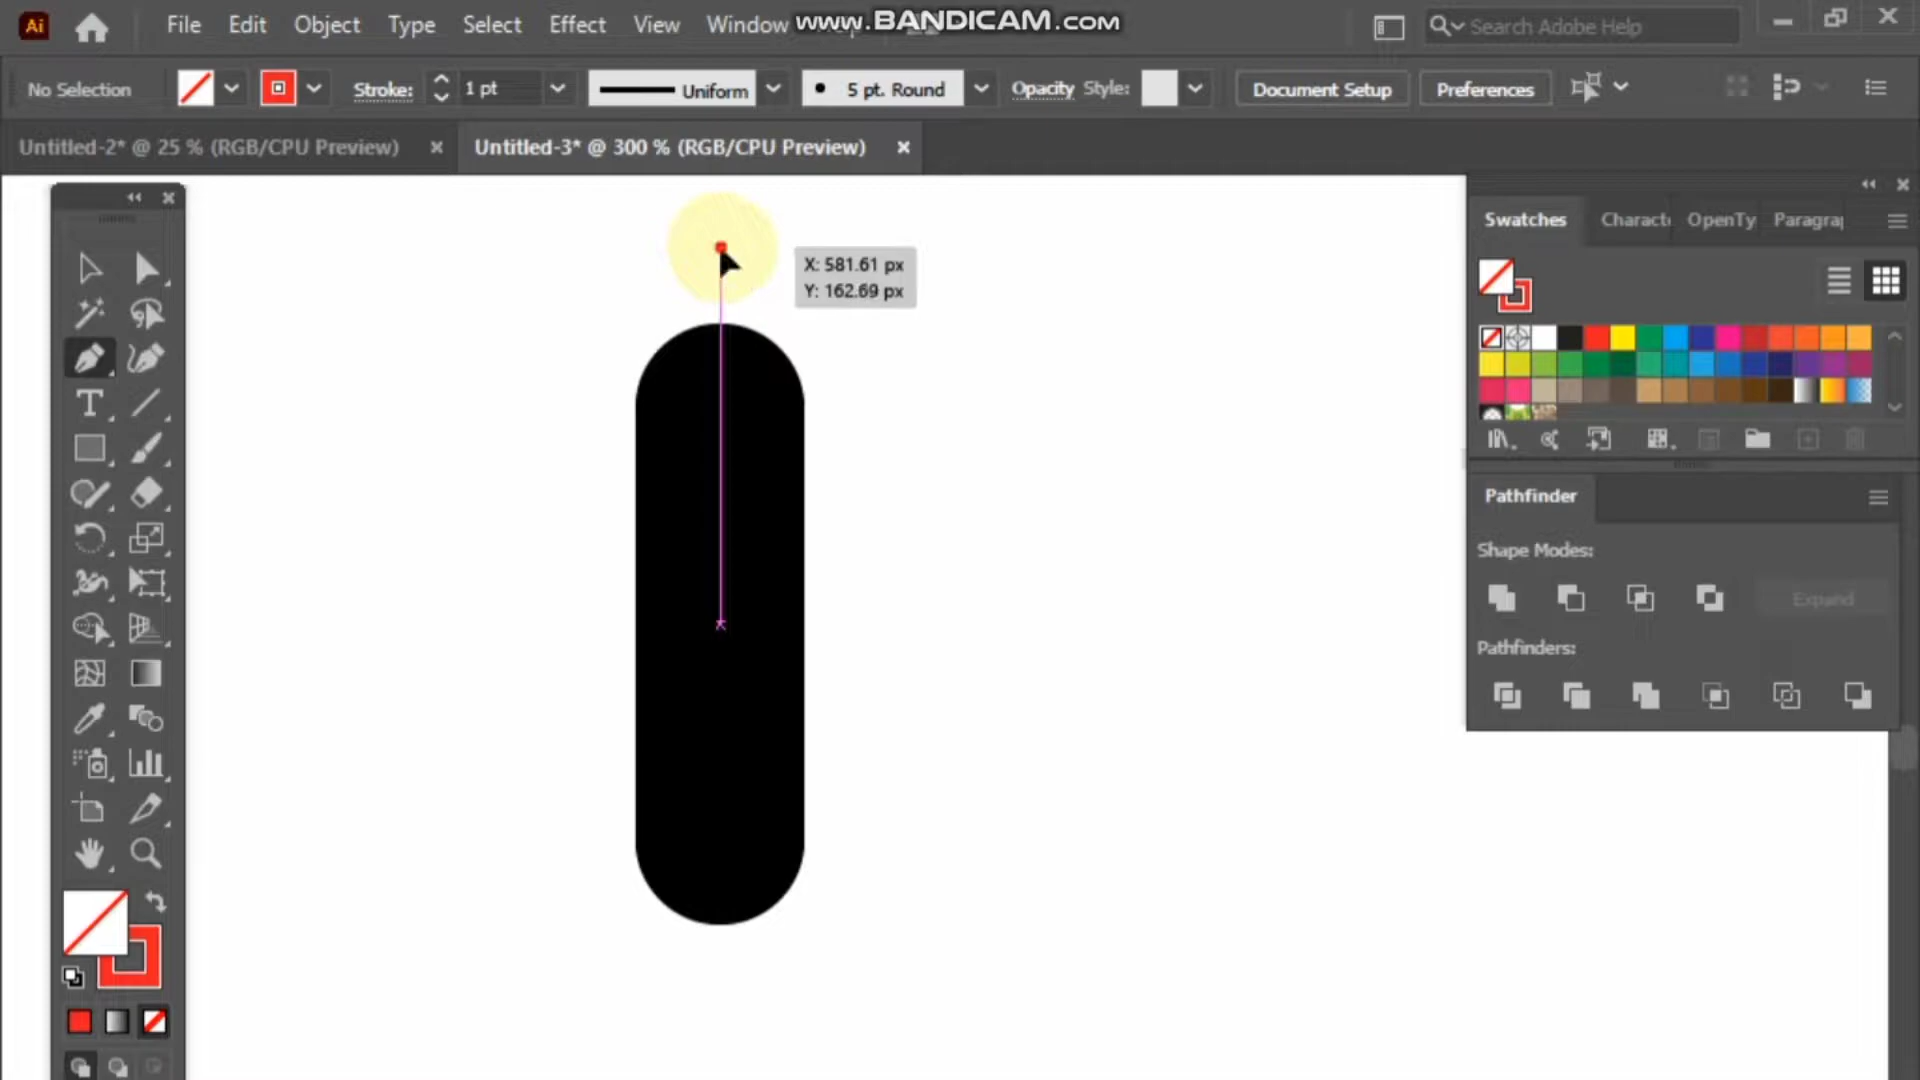 Ai File Edit Object Type Select Effect View Window www.BANDICAM.com Search Adobe Help
No Selection Stroke: 1 pt Uniform 5 pt. Round Opacity Style: Document Setup Preferences
Untitled-2* @ 25 % (RGB/CPU Preview) × Untitled-3* @ 300 % (RGB/CPU Preview) ×
Swatches Characte OpenTy Paragra
X: 581.61 px
Y: 162.69 px
Pathfinder
Shape Modes:
Expand
Pathfinders: